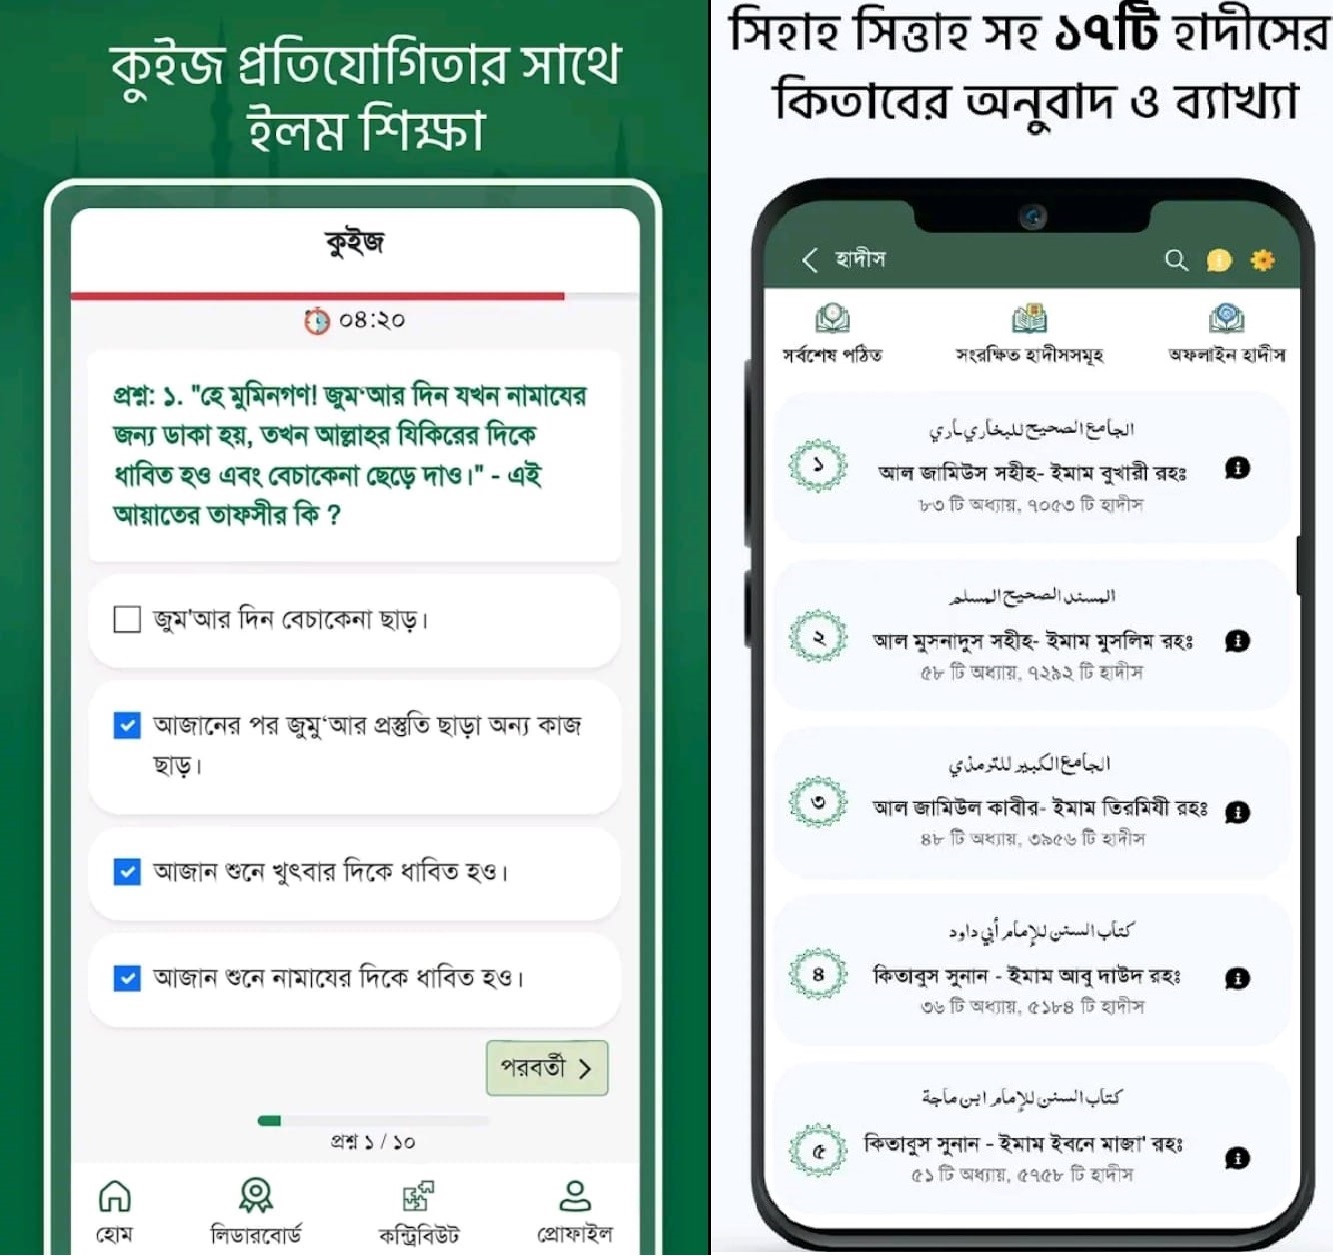 কুইজ প্রতিযোগিতার সাথে
ইলম শিক্ষা
কুইজ
০৪:২০
প্রশ্ন: ১. "হে মুমিনগণ! জুম‘আর দিন যখন নামাযের
জন্য ডাকা হয়, তখন আল্লাহর যিকিরের দিকে
ধাবিত হও এবং বেচাকেনা ছেড়ে দাও।" - এই
আয়াতের তাফসীর কি ?
জুম'আর দিন বেচাকেনা ছাড়।
আজানের পর জুমু‘আর প্রস্তুতি ছাড়া অন্য কাজ
ছাড়।
আজান শুনে খুৎবার দিকে ধাবিত হও।
আজান শুনে নামাযের দিকে ধাবিত হও।
পরবর্তী >
প্রশ্ন ১ / ১০
হোম
লিডারবোর্ড
কন্ট্রিবিউট
প্রোফাইল
সিহাহ সিত্তাহ সহ ১৭টি হাদীসের
কিতাবের অনুবাদ ও ব্যাখ্যা
হাদীস
সর্বশেষ পঠিত
সংরক্ষিত হাদীসসমূহ
অফলাইন হাদীস
الجامع الصحيح للبخاري
১
আল জামিউস সহীহ- ইমাম বুখারী রহঃ
৮৩ টি অধ্যায়, ৭০৫৩ টি হাদীস
المسند الصحيح المسلم
২
আল মুসনাদুস সহীহ- ইমাম মুসলিম রহঃ
৫৮ টি অধ্যায়, ৭২৯২ টি হাদীস
الجامع الكبير للترمذي
৩
আল জামিউল কাবীর- ইমাম তিরমিযী রহঃ
৪৮ টি অধ্যায়, ৩৯৫৬ টি হাদীস
كتاب السنن للإمام أبي داود
৪
কিতাবুস সুনান - ইমাম আবু দাউদ রহঃ
৩৬ টি অধ্যায়, ৫১৮৪ টি হাদীস
كتاب السنن للإمام ابن ماجة
৫
কিতাবুস সুনান - ইমাম ইবনে মাজা' রহঃ
৫১ টি অধ্যায়, ৫৭৫৮ টি হাদীস